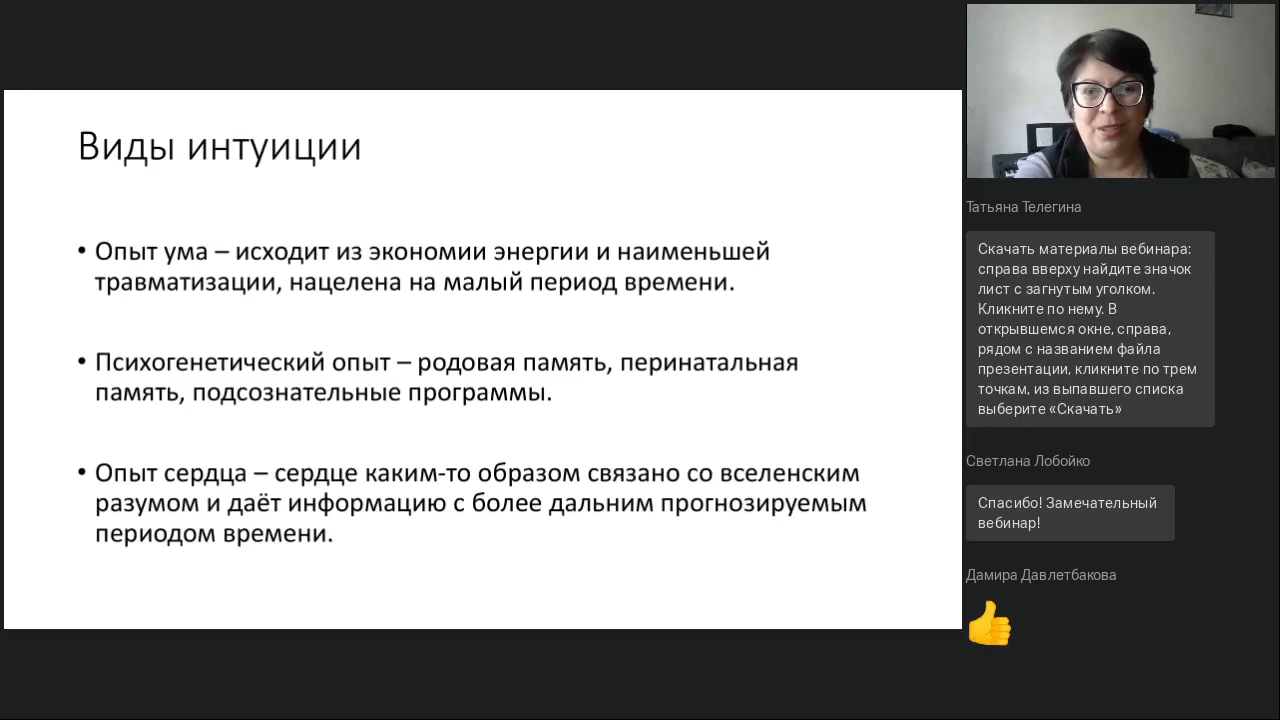 Виды интуиции
• Опыт ума – исходит из экономии энергии и наименьшей
травматизации, нацелена на малый период времени.
• Психогенетический опыт – родовая память, перинатальная
память, подсознательные программы.
• Опыт сердца – сердце каким-то образом связано со вселенским
разумом и даёт информацию с более дальним прогнозируемым
периодом времени.
Татьяна Телегина
Скачать материалы вебинара:
справа вверху найдите значок
лист с загнутым уголком.
Кликните по нему. В
открывшемся окне, справа,
рядом с названием файла
презентации, кликните по трем
точкам, из выпавшего списка
выберите «Скачать»
Светлана Лобойко
Спасибо! Замечательный
вебинар!
Дамира Давлетбакова